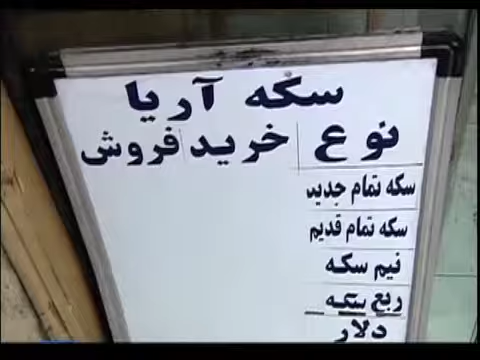 سکه آریا
نوع خرید فروش
سکه تمام جدید
سکه تمام قدیم
نیم سکه
ربع سکه
دلار